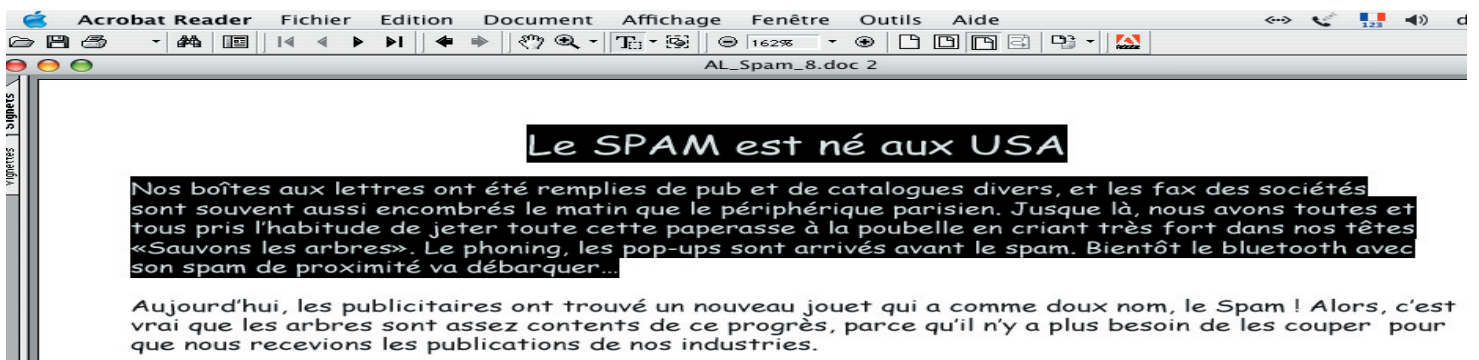 Acrobat Reader Fichier Edition Document Affichage Fenêtre Outils Aide
123
162%
AL_Spam_8.doc 2
Signets
Vignettes
Le SPAM est né aux USA
Nos boîtes aux lettres ont été remplies de pub et de catalogues divers, et les fax des sociétés
sont souvent aussi encombrés le matin que le périphérique parisien. Jusque là, nous avons toutes et
tous pris l'habitude de jeter toute cette paperasse à la poubelle en criant très fort dans nos têtes
«Sauvons les arbres». Le phoning, les pop-ups sont arrivés avant le spam. Bientôt le bluetooth avec
son spam de proximité va débarquer...
Aujourd'hui, les publicitaires ont trouvé un nouveau jouet qui a comme doux nom, le Spam ! Alors, c'est
vrai que les arbres sont assez contents de ce progrès, parce qu'il n'y a plus besoin de les couper pour
que nous recevions les publications de nos industries.